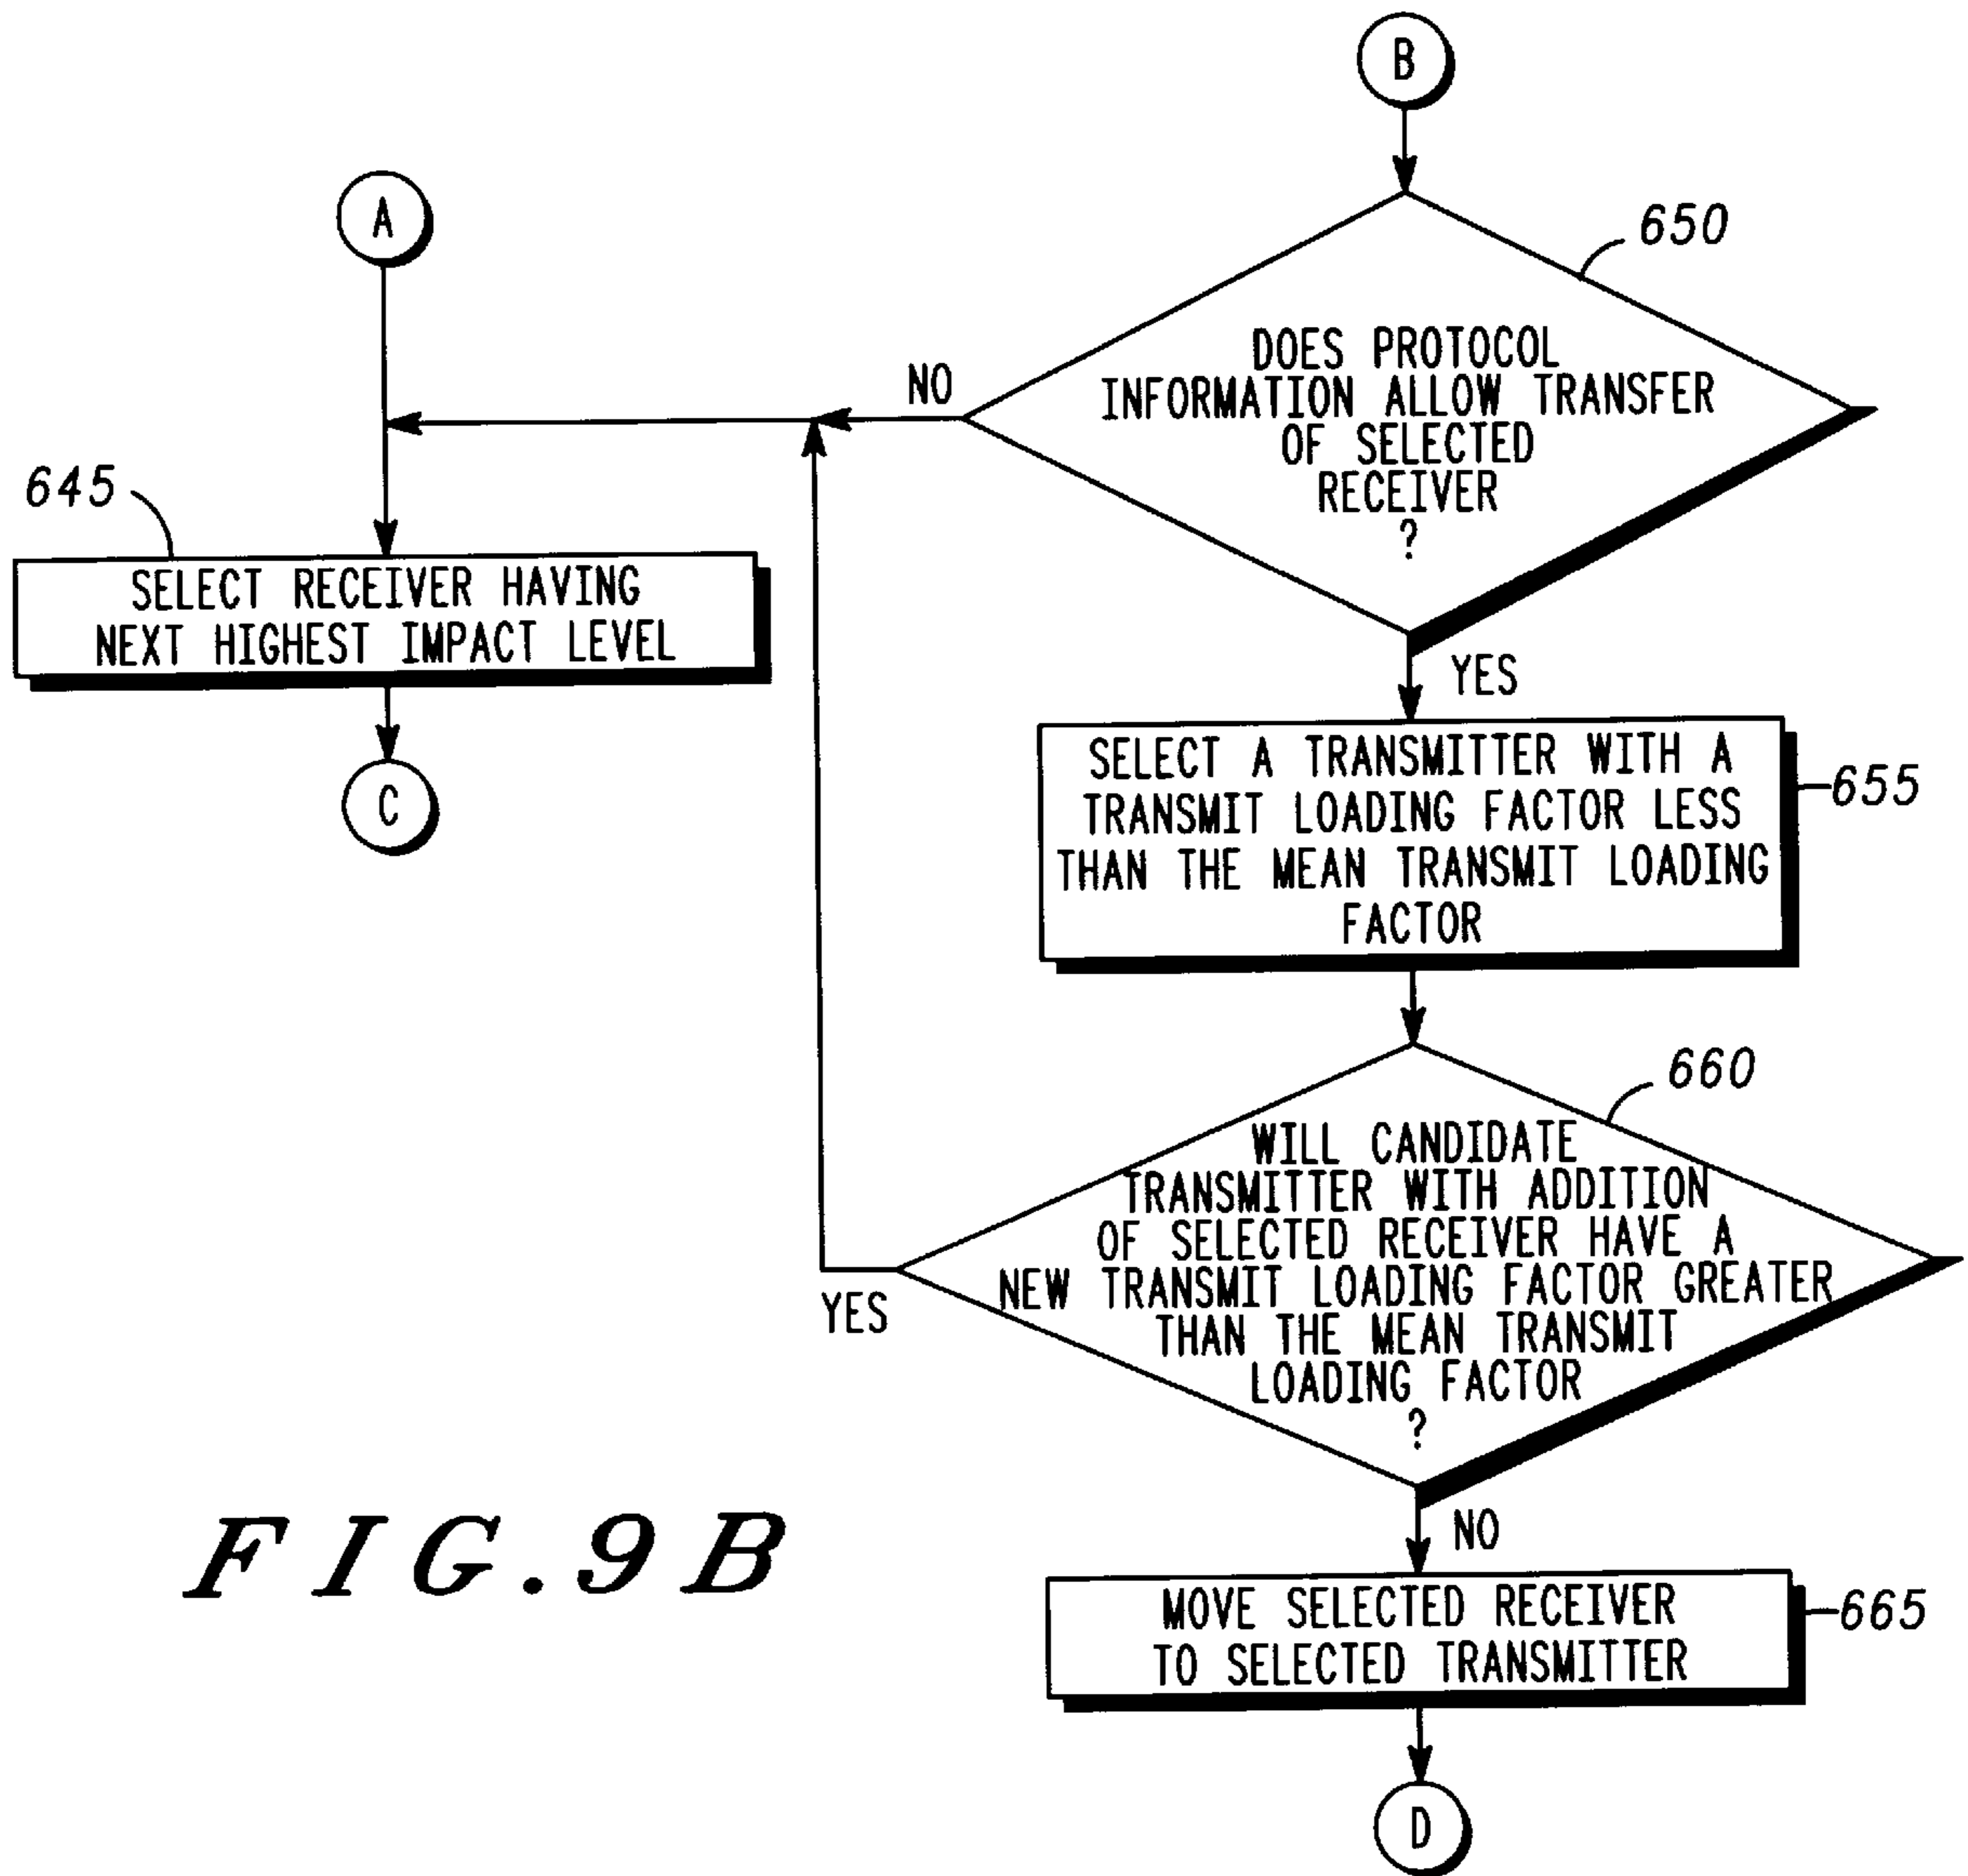 B
A
650
DOES PROTOCOL
INFORMATION ALLOW TRANSFER
OF SELECTED
RECEIVER
?
NO
645
SELECT RECEIVER HAVING
NEXT HIGHEST IMPACT LEVEL
C
YES
SELECT A TRANSMITTER WITH A
TRANSMIT LOADING FACTOR LESS
THAN THE MEAN TRANSMIT LOADING
FACTOR
655
660
WILL CANDIDATE
TRANSMITTER WITH ADDITION
OF SELECTED RECEIVER HAVE A
NEW TRANSMIT LOADING FACTOR GREATER
THAN THE MEAN TRANSMIT
LOADING FACTOR
?
YES
NO
MOVE SELECTED RECEIVER
TO SELECTED TRANSMITTER
665
D
FIG.9B